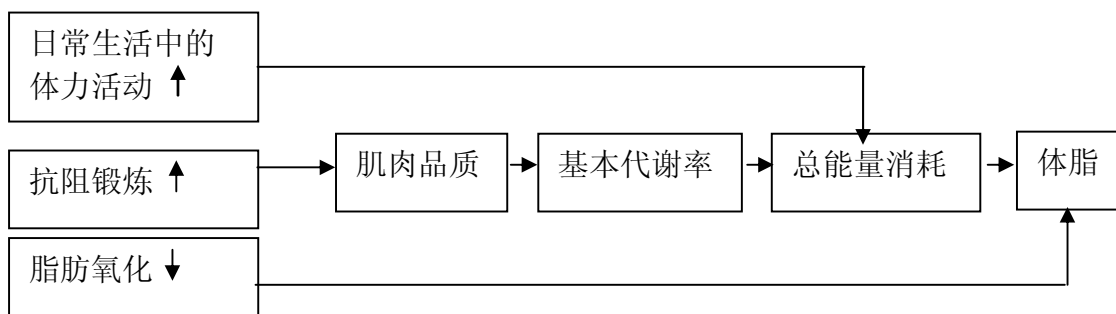 日常生活中的
体力活动 ↑
抗阻锻炼 ↑
肌肉品质
基本代谢率
总能量消耗
体脂
脂肪氧化 ↓